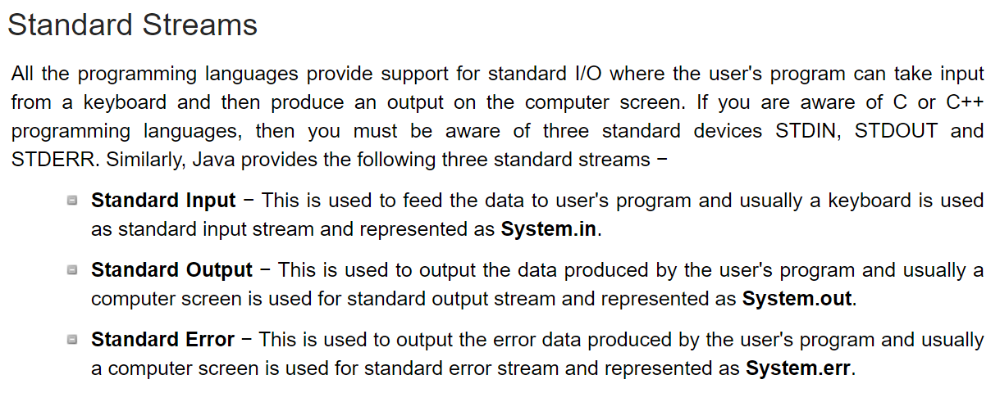 Standard Streams
All the programming languages provide support for standard I/O where the user's program can take input
from a keyboard and then produce an output on the computer screen. If you are aware of C or C++
programming languages, then you must be aware of three standard devices STDIN, STDOUT and
STDERR. Similarly, Java provides the following three standard streams −
Standard Input − This is used to feed the data to user's program and usually a keyboard is used
as standard input stream and represented as System.in.
Standard Output − This is used to output the data produced by the user's program and usually a
computer screen is used for standard output stream and represented as System.out.
Standard Error − This is used to output the error data produced by the user's program and usually
a computer screen is used for standard error stream and represented as System.err.